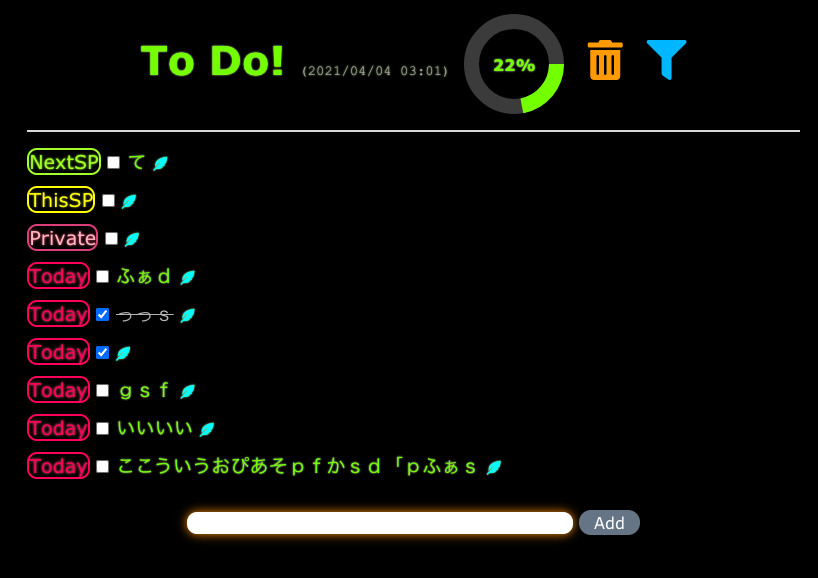 To Do! (2021/04/04 03:01) 22%
NextSP て
ThisSP
Private
Today ふぁｄ
Today っっｓ
Today
Today ｇｓｆ
Today いいいい
Today ここういうおぴあそｐｆかｓｄ「ｐふぁｓ
Add